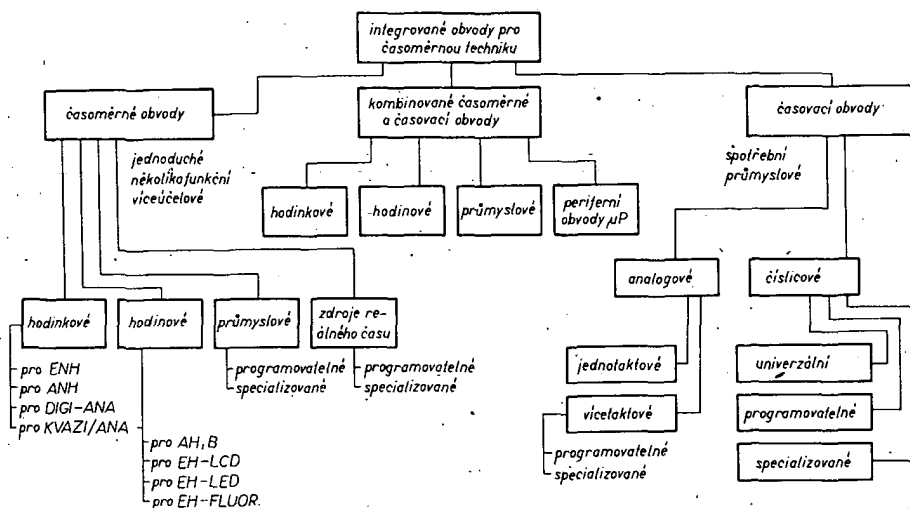 integrované obvody pro
časoměrnou techniku
časoměrné obvody
kombinované časoměrné
a časovací obvody
časovací obvody
jednoduché
několikafunkční
víceúčelové
spotřební
průmyslové
hodinkové
hodinové
průmyslové
periferní
obvody µP
analogové
číslicové
hodinkové
hodinové
průmyslové
zdroje re-
álného času
pro ENH
pro ANH
pro DIGI-ANA
pro KVAZI/ANA
pro AH,B
pro EH-LCD
pro EH-LED
pro EH-FLUOR.
programovatelné
specializované
programovatelné
specializované
jednotaktové
vícetaktové
programovatelné
specializované
univerzální
programovatelné
specializované